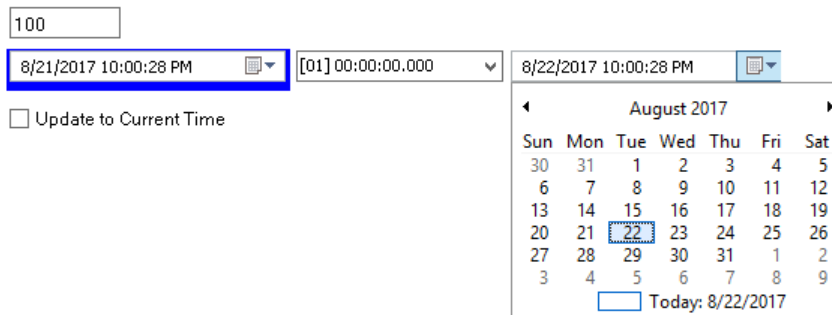 100
8/21/2017 10:00:28 PM [01] 00:00:00.000 8/22/2017 10:00:28 PM
Update to Current Time
August 2017
Sun Mon Tue Wed Thu Fri Sat
30 31 1 2 3 4 5
6 7 8 9 10 11 12
13 14 15 16 17 18 19
20 21 22 23 24 25 26
27 28 29 30 31 1 2
3 4 5 6 7 8 9
Today: 8/22/2017